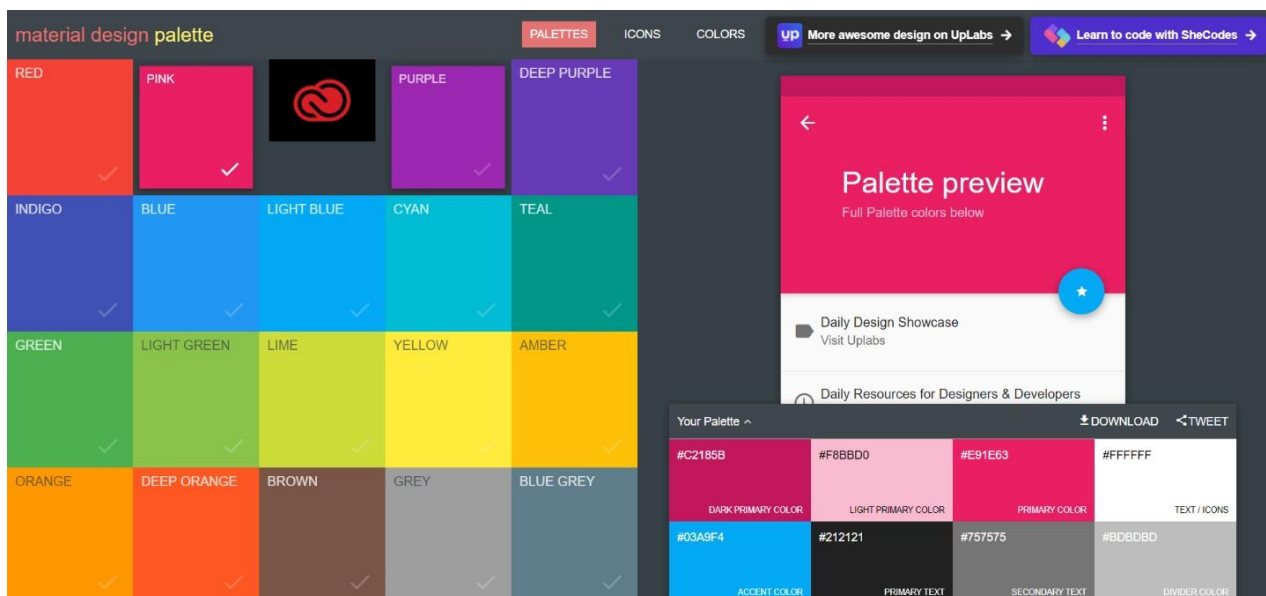 material design palette
PALETTES
ICONS
COLORS
up More awesome design on UpLabs →
Learn to code with SheCodes →
RED
PINK
PURPLE
DEEP PURPLE
INDIGO
BLUE
LIGHT BLUE
CYAN
TEAL
GREEN
LIGHT GREEN
LIME
YELLOW
AMBER
ORANGE
DEEP ORANGE
BROWN
GREY
BLUE GREY
Palette preview
Full Palette colors below
Daily Design Showcase
Visit Uplabs
Daily Resources for Designers & Developers
Your Palette
DOWNLOAD
TWEET
#C2185B
DARK PRIMARY COLOR
#F8BBD0
LIGHT PRIMARY COLOR
#E91E63
PRIMARY COLOR
#FFFFFF
TEXT / ICONS
#03A9F4
ACCENT COLOR
#212121
PRIMARY TEXT
#757575
SECONDARY TEXT
#BDBDBD
DIVIDER COLOR